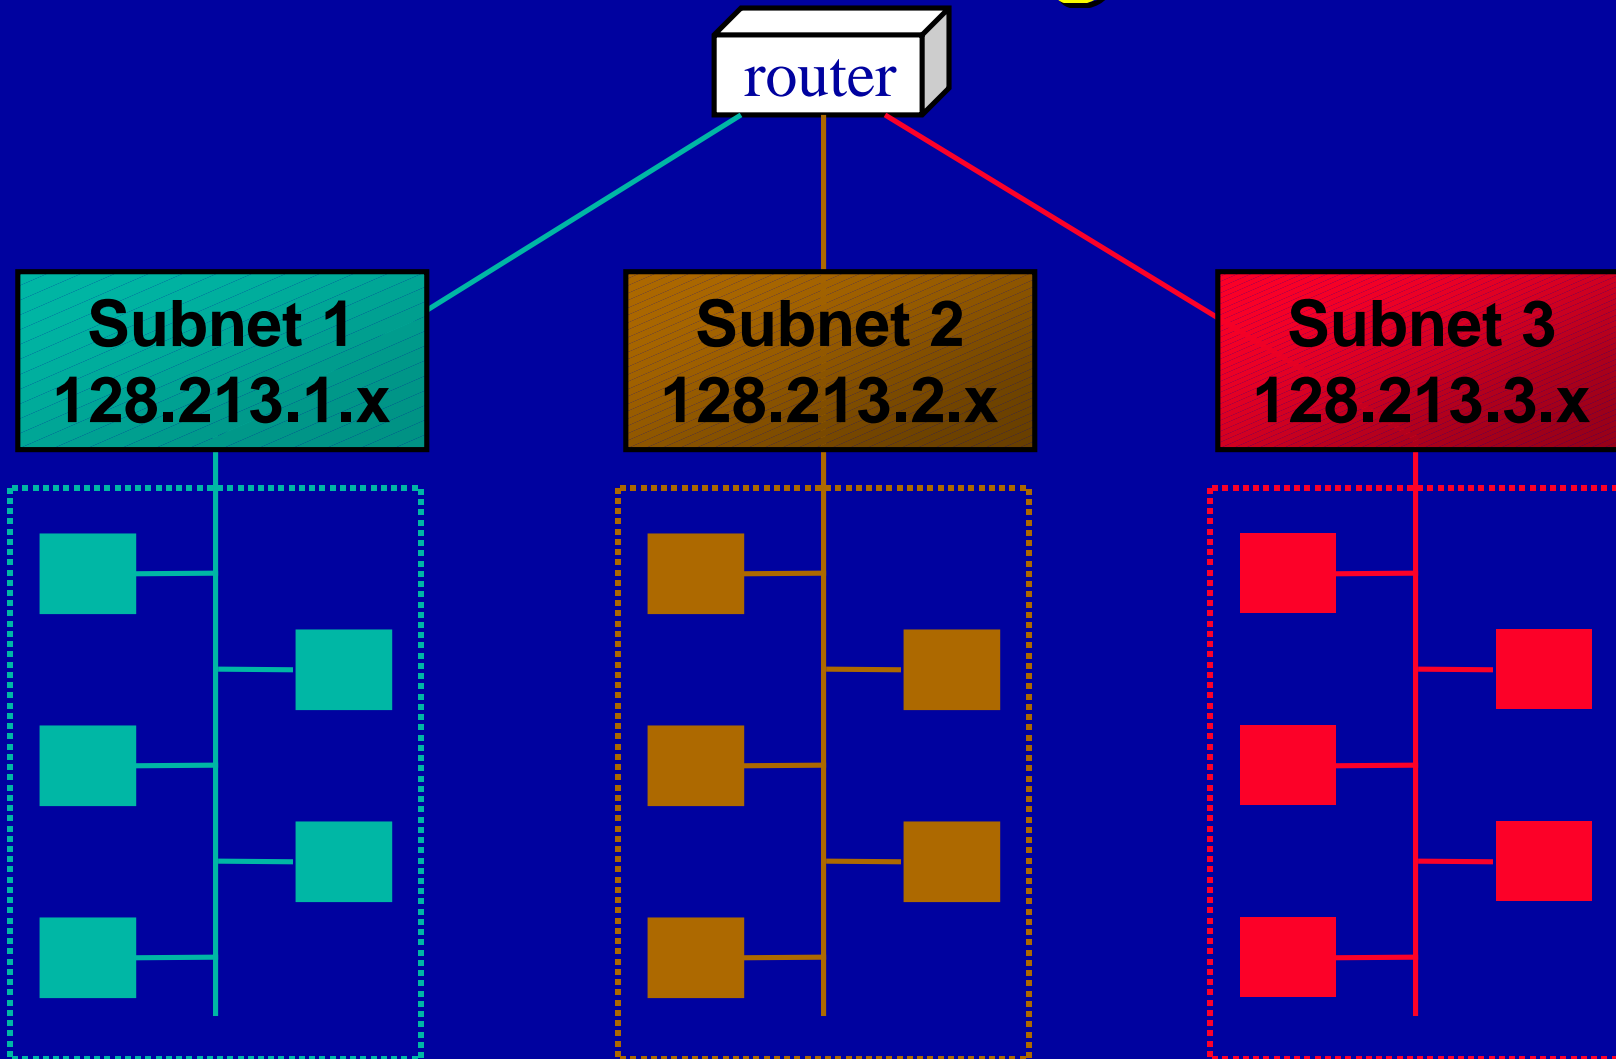 router
Subnet 1
128.213.1.x
Subnet 2
128.213.2.x
Subnet 3
128.213.3.x